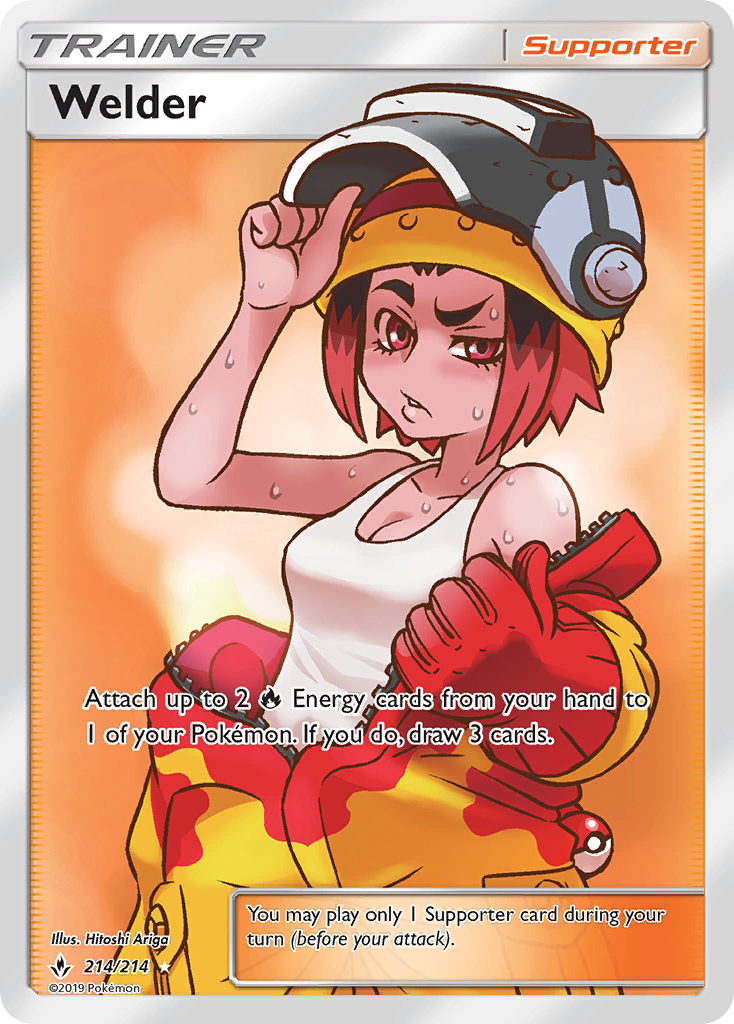 TRAINER
Supporter
Welder
Attach up to 2 Energy cards from your hand to
1 of your Pokémon. If you do, draw 3 cards.
You may play only 1 Supporter card during your
turn (before your attack).
Illus. Hitoshi Ariga
214/214
©2019 Pokémon